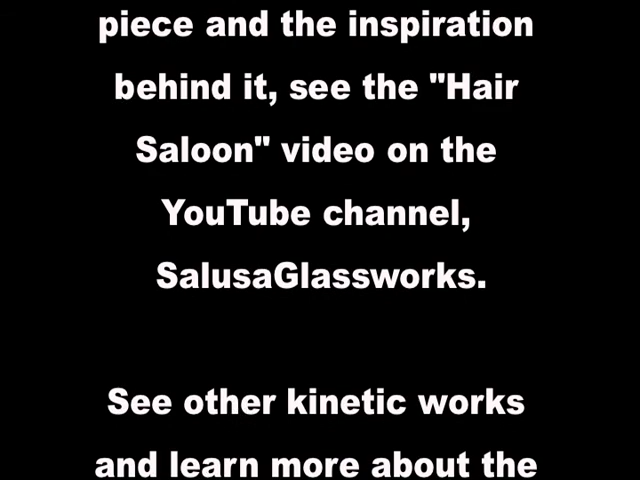 piece and the inspiration
behind it, see the "Hair
Saloon" video on the
YouTube channel,
SalusaGlassworks.
See other kinetic works
and learn more about the